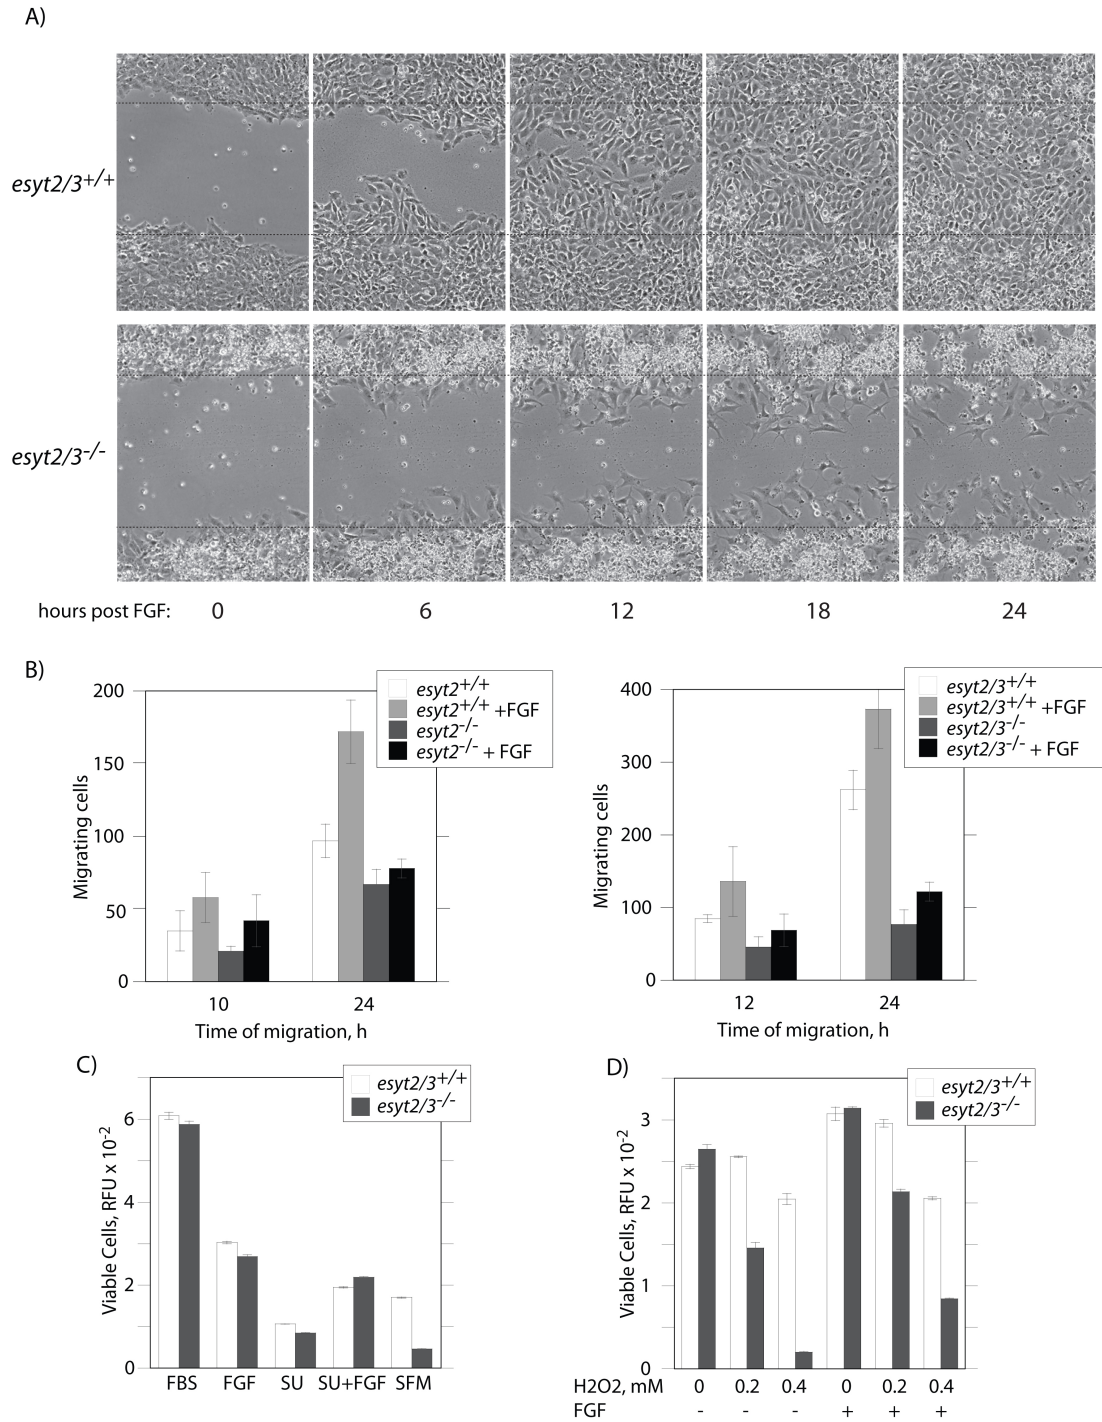 A)
esyt2/3+/+
esyt2/3-/-
hours post FGF: 0 6 12 18 24
B)
200
150
100
50
0
Migrating cells
esyt2+/+
esyt2+/+ +FGF
esyt2-/-
esyt2-/- + FGF
10 24
Time of migration, h
400
300
200
100
0
Migrating cells
esyt2/3+/+
esyt2/3+/+ +FGF
esyt2/3-/-
esyt2/3-/- + FGF
12 24
Time of migration, h
C)
esyt2/3+/+
esyt2/3-/-
6
4
2
0
Viable Cells, RFU x 10-2
FBS FGF SU SU+FGF SFM
D)
esyt2/3+/+
esyt2/3-/-
3
2
1
0
Viable Cells, RFU x 10-2
H2O2, mM 0 0.2 0.4 0 0.2 0.4
FGF - - - + + +